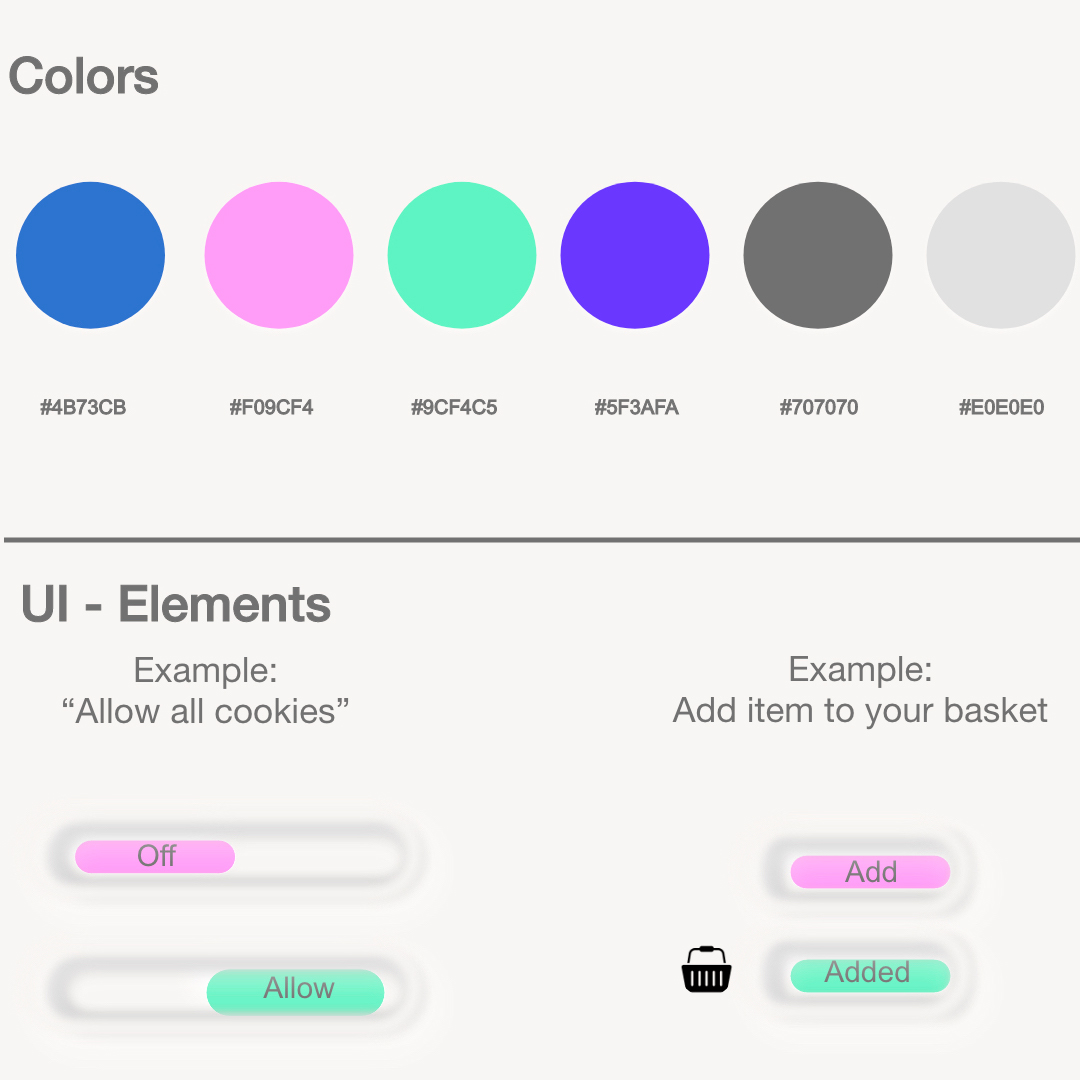 Colors
#4B73CB
#F09CF4
#9CF4C5
#5F3AFA
#707070
#E0E0E0
UI - Elements
Example:
“Allow all cookies”
Example:
Add item to your basket
Off
Add
Allow
Added